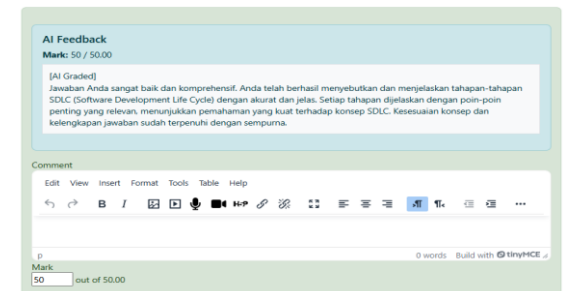 AI Feedback
Mark: 50 / 50.00
[AI Graded]
Jawaban Anda sangat baik dan komprehensif. Anda telah berhasil menyebutkan dan menjelaskan tahapan-tahapan
SDLC (Software Development Life Cycle) dengan akurat dan jelas. Setiap tahapan dijelaskan dengan poin-poin
penting yang relevan, menunjukkan pemahaman yang kuat terhadap konsep SDLC. Kesesuaian konsep dan
kelengkapan jawaban sudah terpenuhi dengan sempurna.
Comment
Edit View Insert Format Tools Table Help
B I H-P
p 0 words Build with tinyMCE
Mark
50 out of 50.00